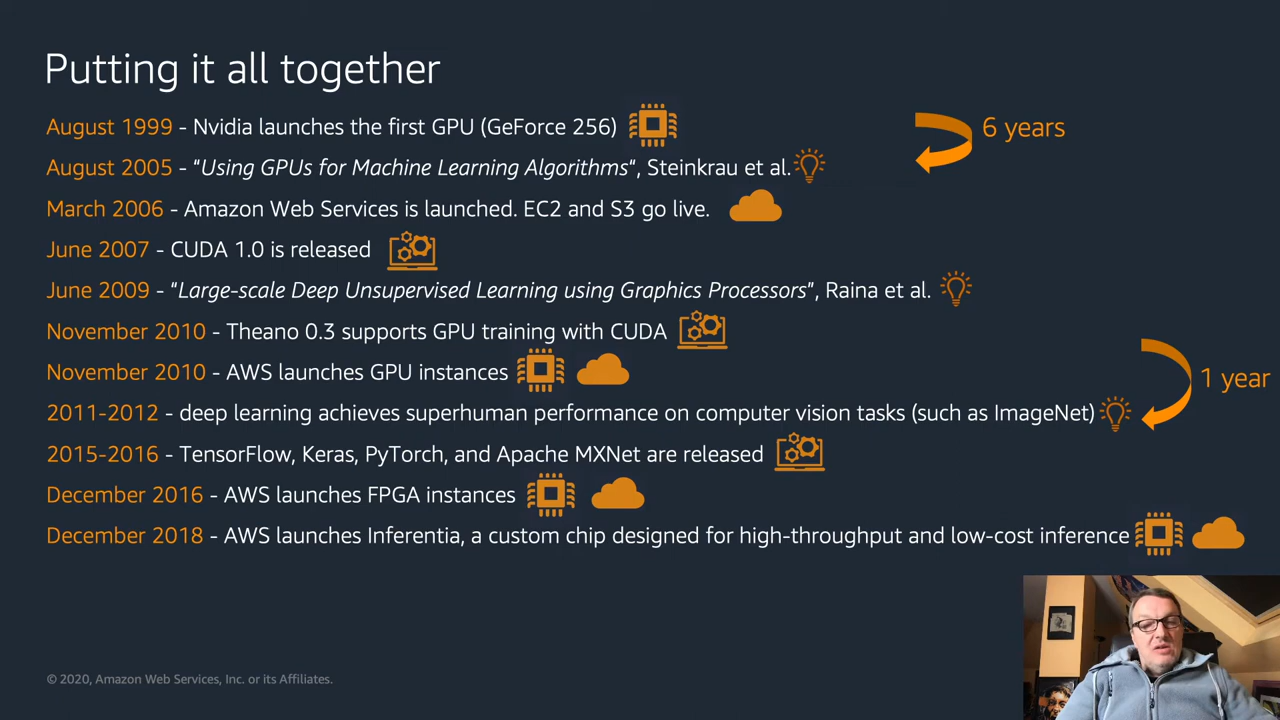 Putting it all together
August 1999 - Nvidia launches the first GPU (GeForce 256)
6 years
August 2005 - "Using GPUs for Machine Learning Algorithms", Steinkrau et al.
March 2006 - Amazon Web Services is launched. EC2 and S3 go live.
June 2007 - CUDA 1.0 is released
June 2009 - "Large-scale Deep Unsupervised Learning using Graphics Processors", Raina et al.
November 2010 - Theano 0.3 supports GPU training with CUDA
November 2010 - AWS launches GPU instances
1 year
2011-2012 - deep learning achieves superhuman performance on computer vision tasks (such as ImageNet)
2015-2016 - TensorFlow, Keras, PyTorch, and Apache MXNet are released
December 2016 - AWS launches FPGA instances
December 2018 - AWS launches Inferentia, a custom chip designed for high-throughput and low-cost inference
© 2020, Amazon Web Services, Inc. or its Affiliates.